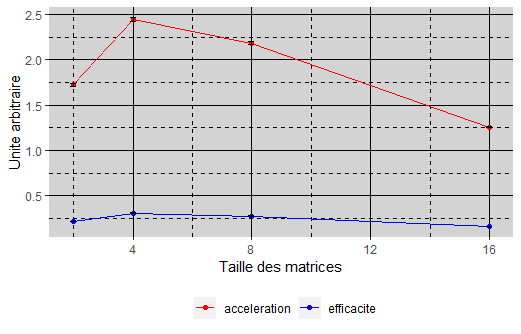 2.5
2.0
1.5
1.0
0.5
Unite arbitraire
4 8 12 16
Taille des matrices
acceleration efficacite